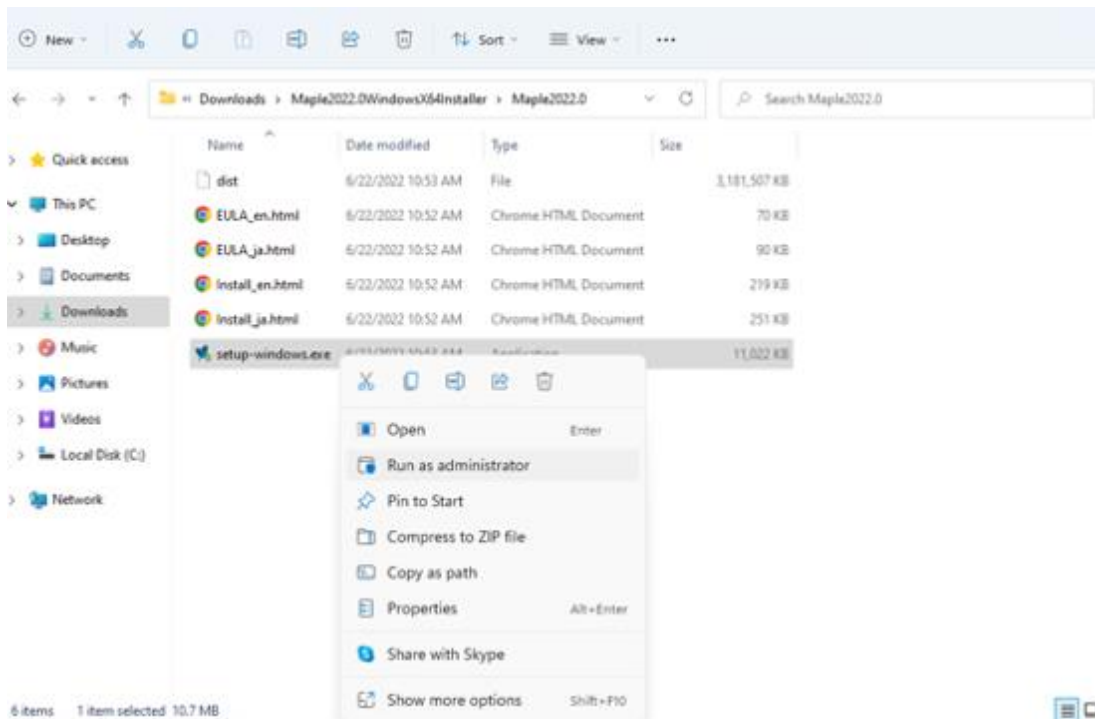 New Sort View ...
Downloads > Maple2022.0WindowsX64Installer > Maple2022.0 Search Maple2022.0
Name Date modified Type Size
Quick access
dist 6/22/2022 10:53 AM File 3,181,507 KB
This PC
EULA_en.html 6/22/2022 10:52 AM Chrome HTML Document 70 KB
Desktop
EULA_ja.html 6/22/2022 10:52 AM Chrome HTML Document 90 KB
Documents
Install_en.html 6/22/2022 10:52 AM Chrome HTML Document 219 KB
Downloads
Install_ja.html 6/22/2022 10:52 AM Chrome HTML Document 251 KB
Music
setup-windows.exe 11,022 KB
Pictures
Videos
Local Disk (C:)
Network
Open Enter
Run as administrator
Pin to Start
Compress to ZIP file
Copy as path
Properties Alt+Enter
Share with Skype
Show more options Shift+F10
6 items 1 item selected 10.7 MB